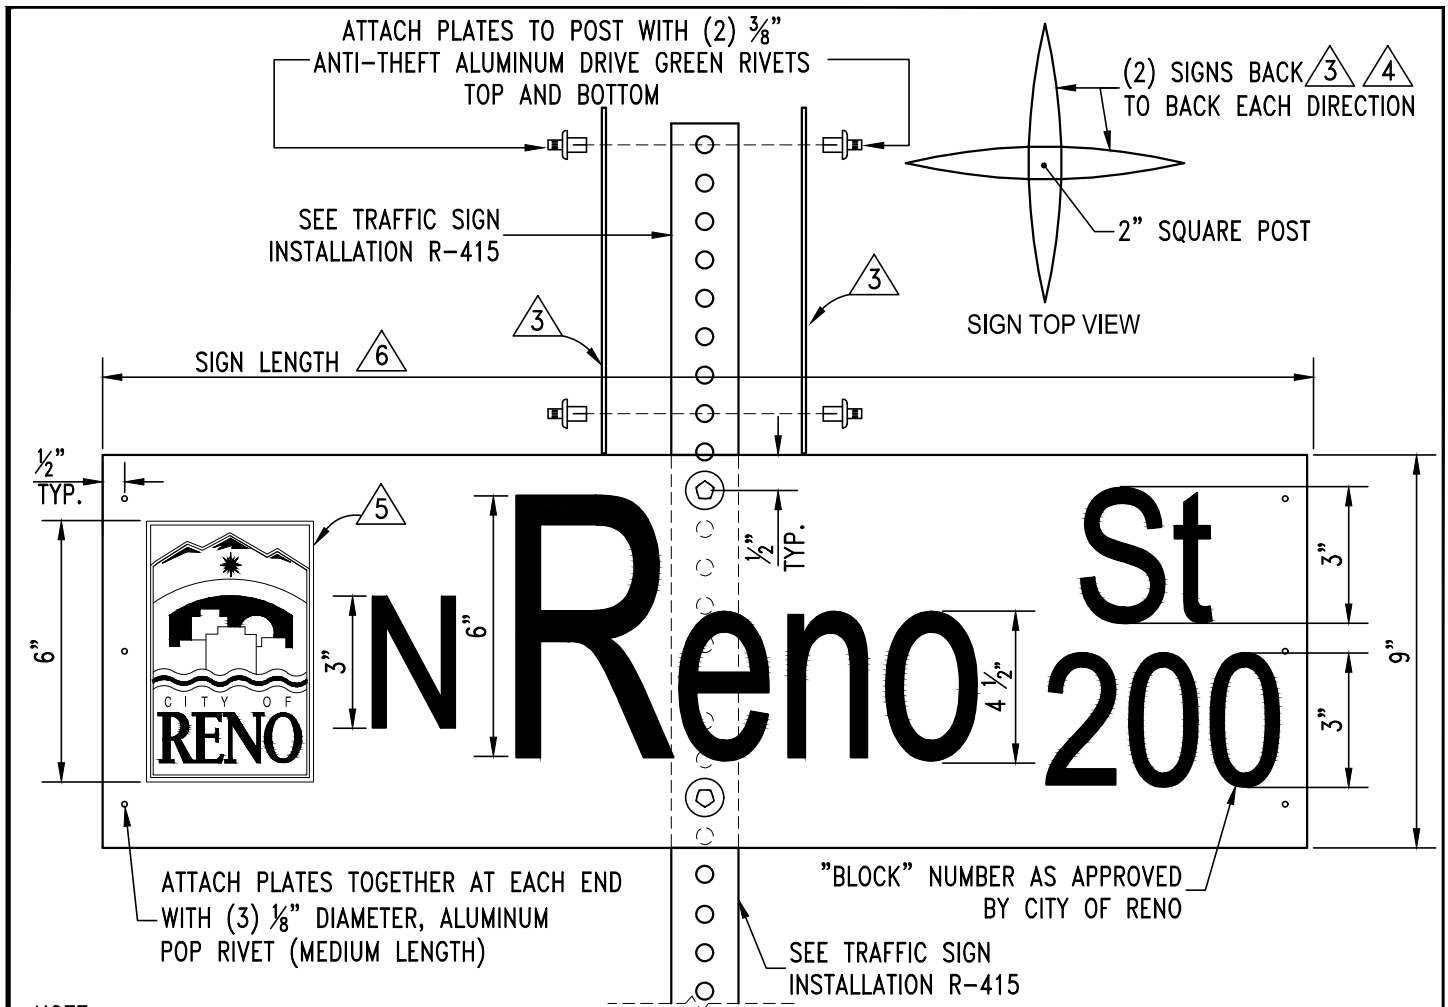 ATTACH PLATES TO POST WITH (2) ⅜"
ANTI-THEFT ALUMINUM DRIVE GREEN RIVETS
TOP AND BOTTOM
(2) SIGNS BACK 3 4
TO BACK EACH DIRECTION
SEE TRAFFIC SIGN
INSTALLATION R-415
2" SQUARE POST
3
3
SIGN TOP VIEW
SIGN LENGTH 6
½"
TYP.
5
½"
TYP.
6"
CITY OF
RENO
3"
N
6"
Reno
4 ½"
St
200
3"
3"
9"
ATTACH PLATES TOGETHER AT EACH END
WITH (3) ⅛" DIAMETER, ALUMINUM
POP RIVET (MEDIUM LENGTH)
"BLOCK" NUMBER AS APPROVED
BY CITY OF RENO
SEE TRAFFIC SIGN
INSTALLATION R-415